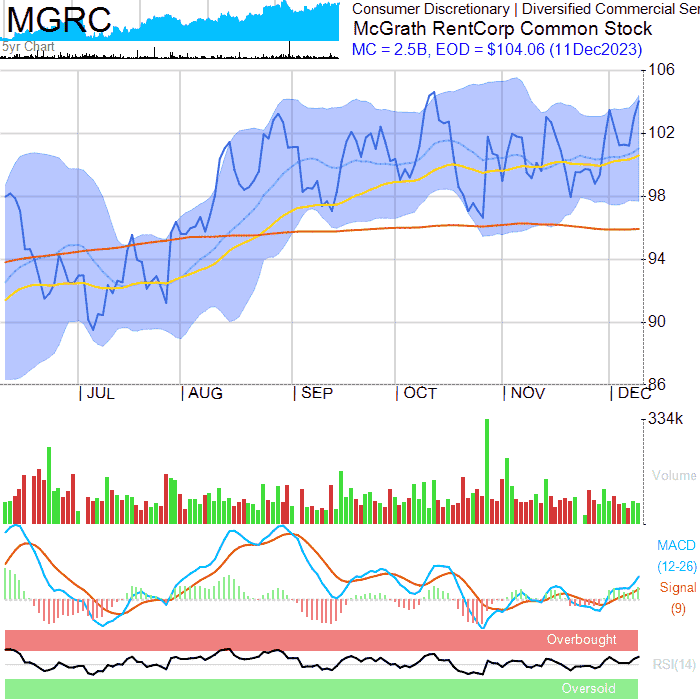 MGRC
Consumer Discretionary | Diversified Commercial Ser
McGrath RentCorp Common Stock
5yr Chart
MC = 2.5B, EOD = $104.06 (11Dec2023)
106
102
98
94
90
86
| JUL
| AUG
| SEP
| OCT
| NOV
| DEC
334k
Volume
MACD
(12-26)
Signal
(9)
Overbought
RSI(14)
Oversold